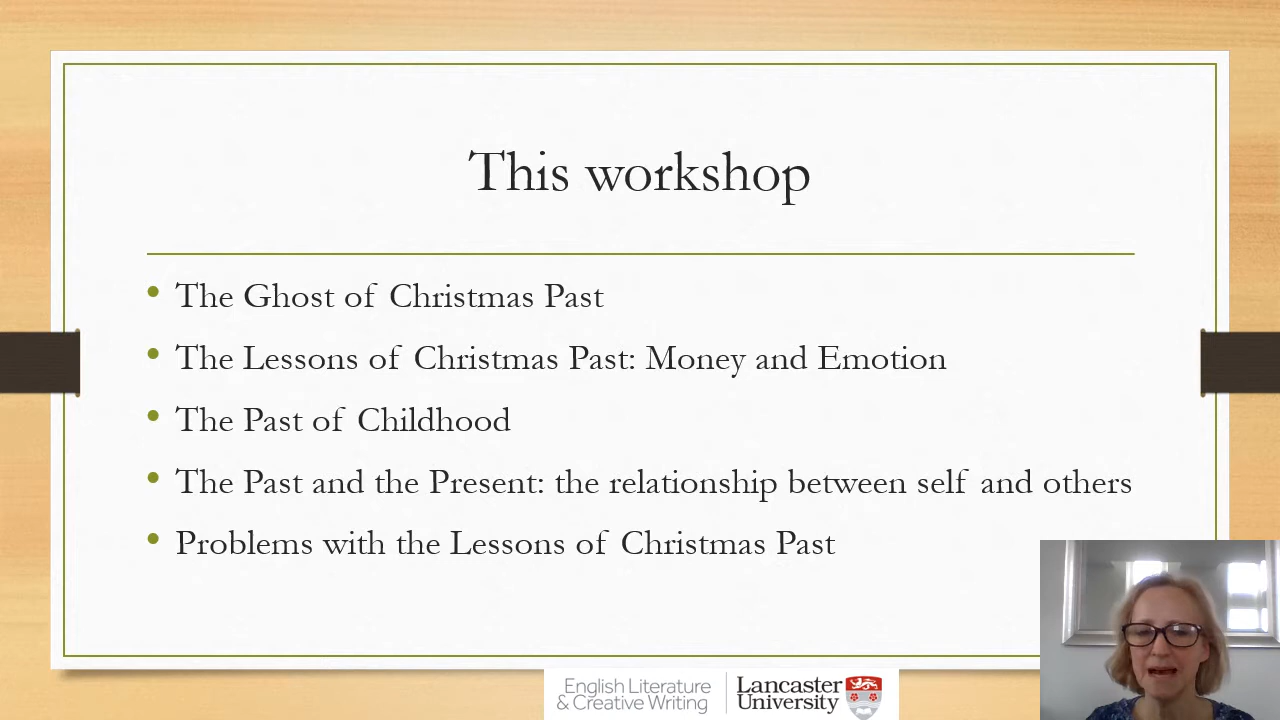 This workshop
• The Ghost of Christmas Past
• The Lessons of Christmas Past: Money and Emotion
• The Past of Childhood
• The Past and the Present: the relationship between self and others
• Problems with the Lessons of Christmas Past
English Literature
& Creative Writing
Lancaster
University